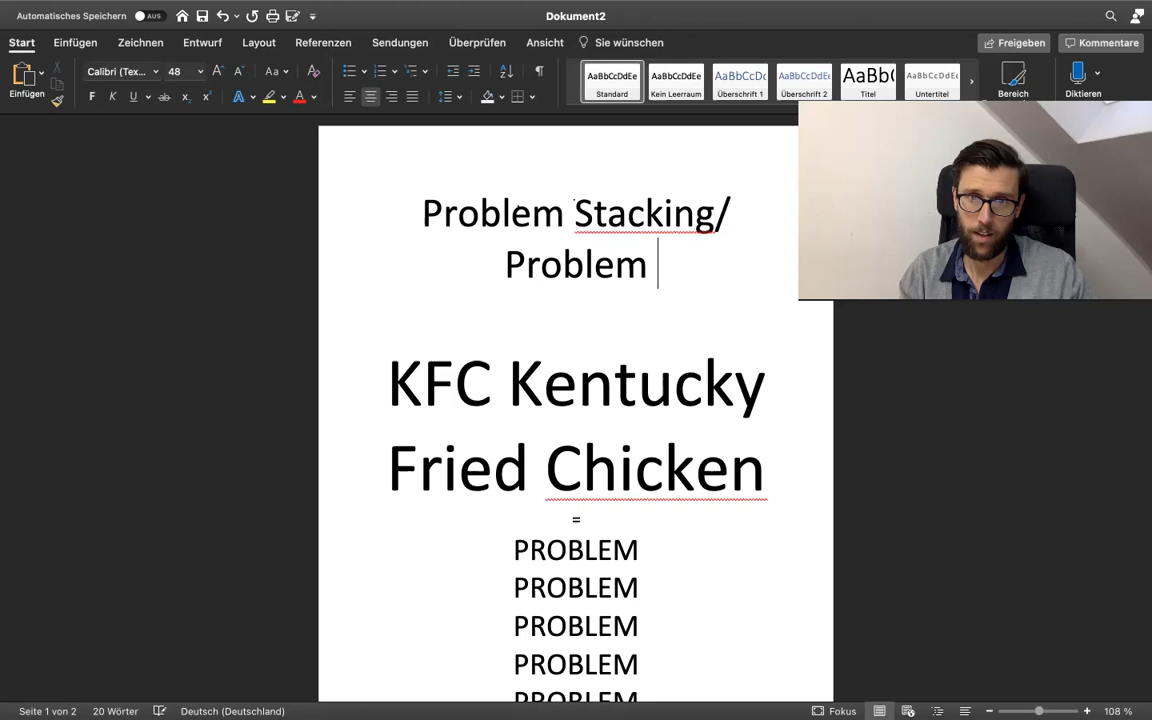 Automatisches Speichern AUS
Dokument2
Start Einfügen Zeichnen Entwurf Layout Referenzen Sendungen Überprüfen Ansicht Sie wünschen
Freigeben Kommentare
Einfügen
Calibri (Tex... 48
AaBbCcDdEe AaBbCcDdEe AaBbCcDc AaBbCcDdEe AaBb( AaBbCcDdEe
Standard Kein Leerraum Überschrift 1 Überschrift 2 Titel Untertitel
Bereich Diktieren
Problem Stacking/
Problem
KFC Kentucky
Fried Chicken
=
PROBLEM
PROBLEM
PROBLEM
PROBLEM
PROBLEM
Seite 1 von 2 20 Wörter Deutsch (Deutschland) Fokus 108 %